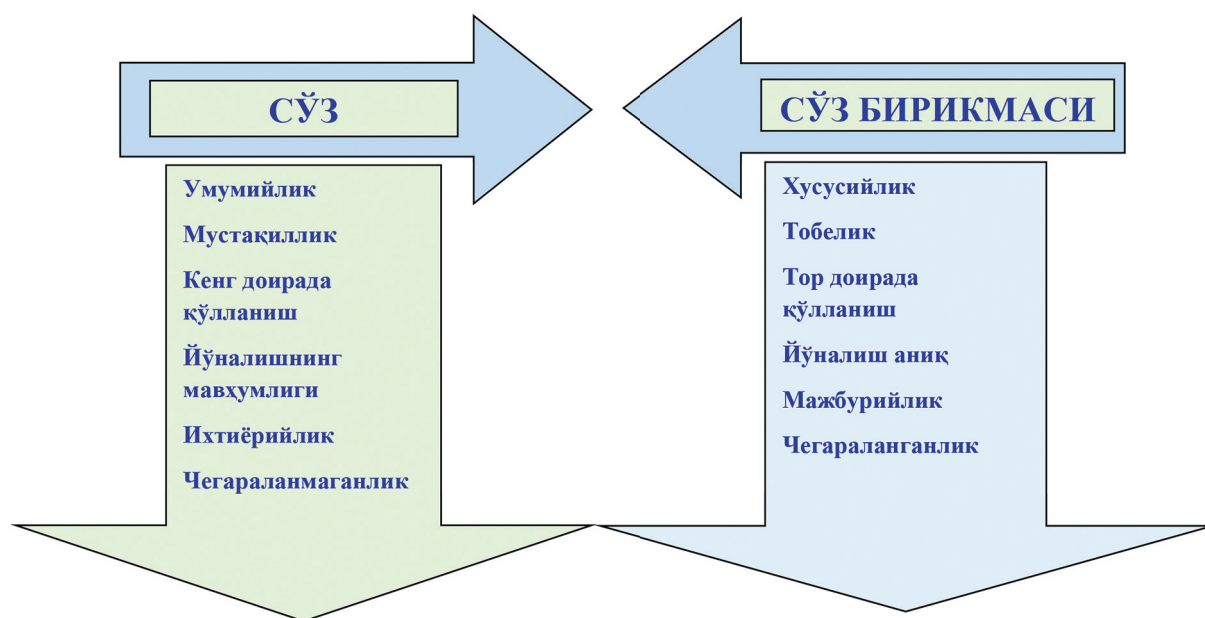 СЎЗ
Умумийлик
Мустақиллик
Кенг доирада
қўлланиш
Йўналишнинг
мавҳумлиги
Ихтиёрийлик
Чегараланмаганлик
СЎЗ БИРИКМАСИ
Хусусийлик
Тобелик
Тор доирада
қўлланиш
Йўналиш аниқ
Мажбурийлик
Чегараланганлик